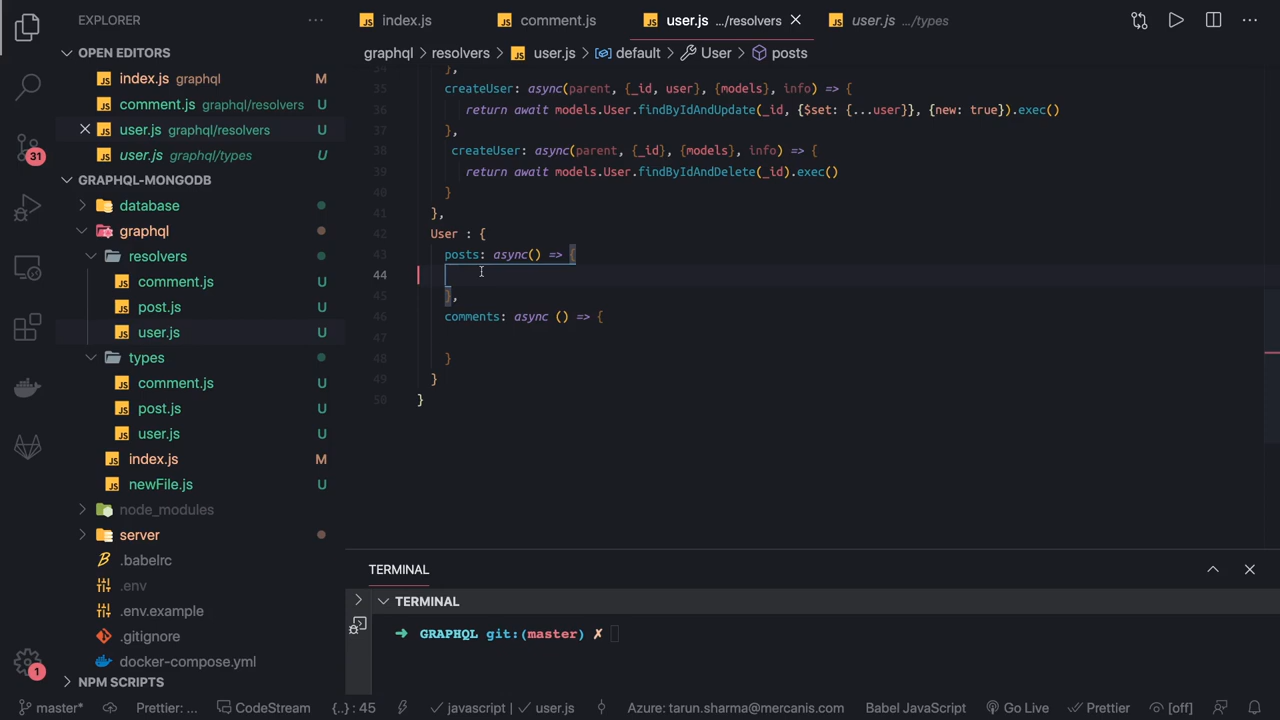 EXPLORER
OPEN EDITORS
index.js graphql M
comment.js graphql/resolvers U
user.js graphql/resolvers U
user.js graphql/types U
GRAPHQL-MONGODB
database
graphql
resolvers
comment.js U
post.js U
user.js U
types
comment.js U
post.js U
user.js U
index.js M
newFile.js U
node_modules
server
.babelrc
.env
.env.example
.gitignore
docker-compose.yml
NPM SCRIPTS
31
1
index.js
comment.js
user.js .../resolvers
user.js .../types
graphql > resolvers > user.js > default > User > posts
34 },
35 createUser: async(parent, {_id, user}, {models}, info) => {
36 return await models.User.findByIdAndUpdate(_id, {$set: {...user}}, {new: true}).exec()
37 },
38 createUser: async(parent, {_id}, {models}, info) => {
39 return await models.User.findByIdAndDelete(_id).exec()
40 }
41 },
42 User : {
43 posts: async() => {
44
45 },
46 comments: async () => {
47
48 }
49 }
50 }
TERMINAL
TERMINAL
➜ GRAPHQL git:(master) ✗
master* Prettier: ... CodeStream {..} : 45 javascript | ✓ user.js Azure: tarun.sharma@mercanis.com Babel JavaScript Go Live Prettier [off]